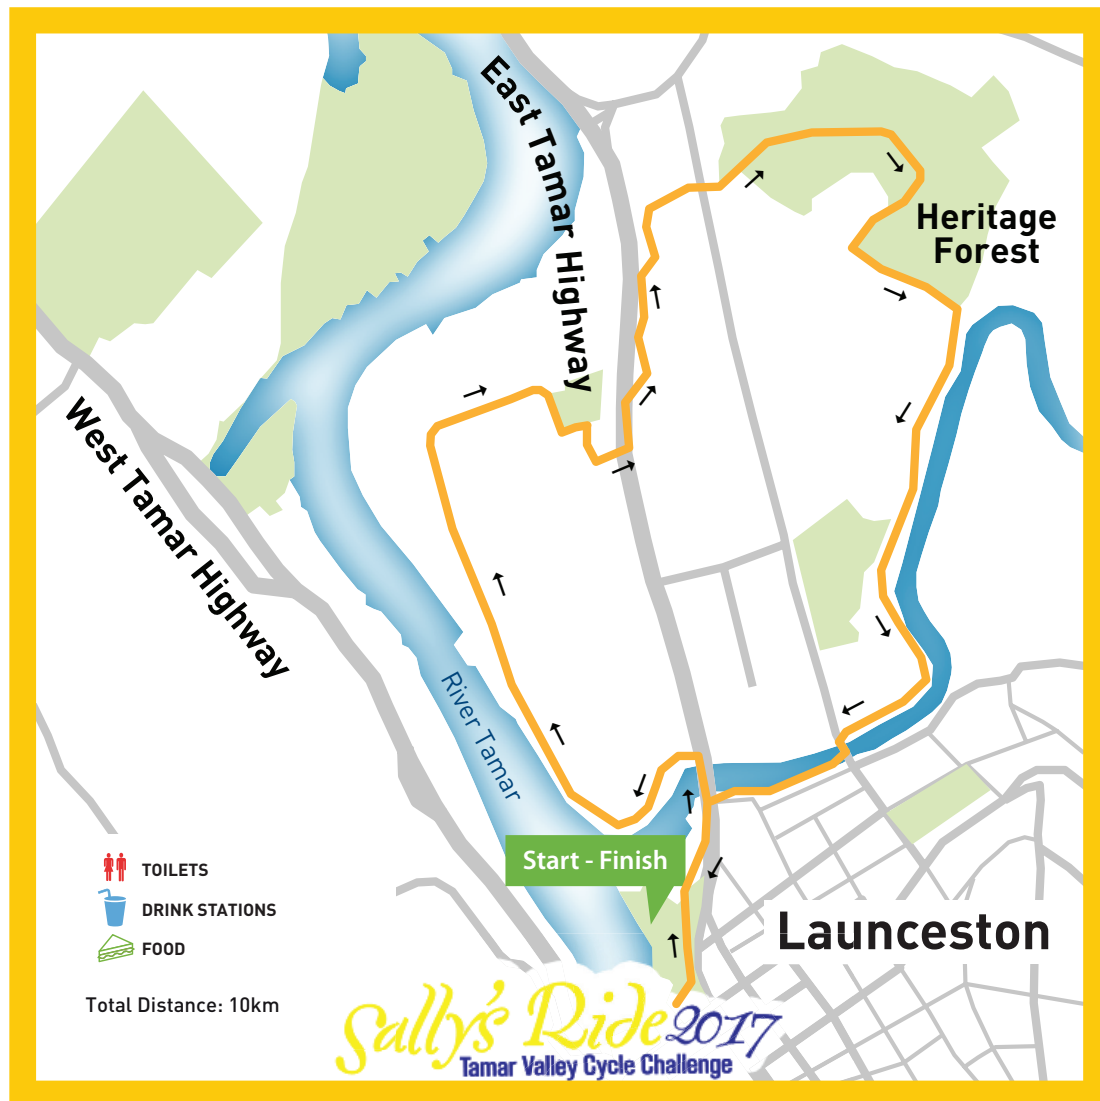 East Tamar Highway
Heritage
Forest
West Tamar Highway
River Tamar
Start - Finish
TOILETS
DRINK STATIONS
FOOD
Launceston
Total Distance: 10km
Sally's Ride 2017
Tamar Valley Cycle Challenge